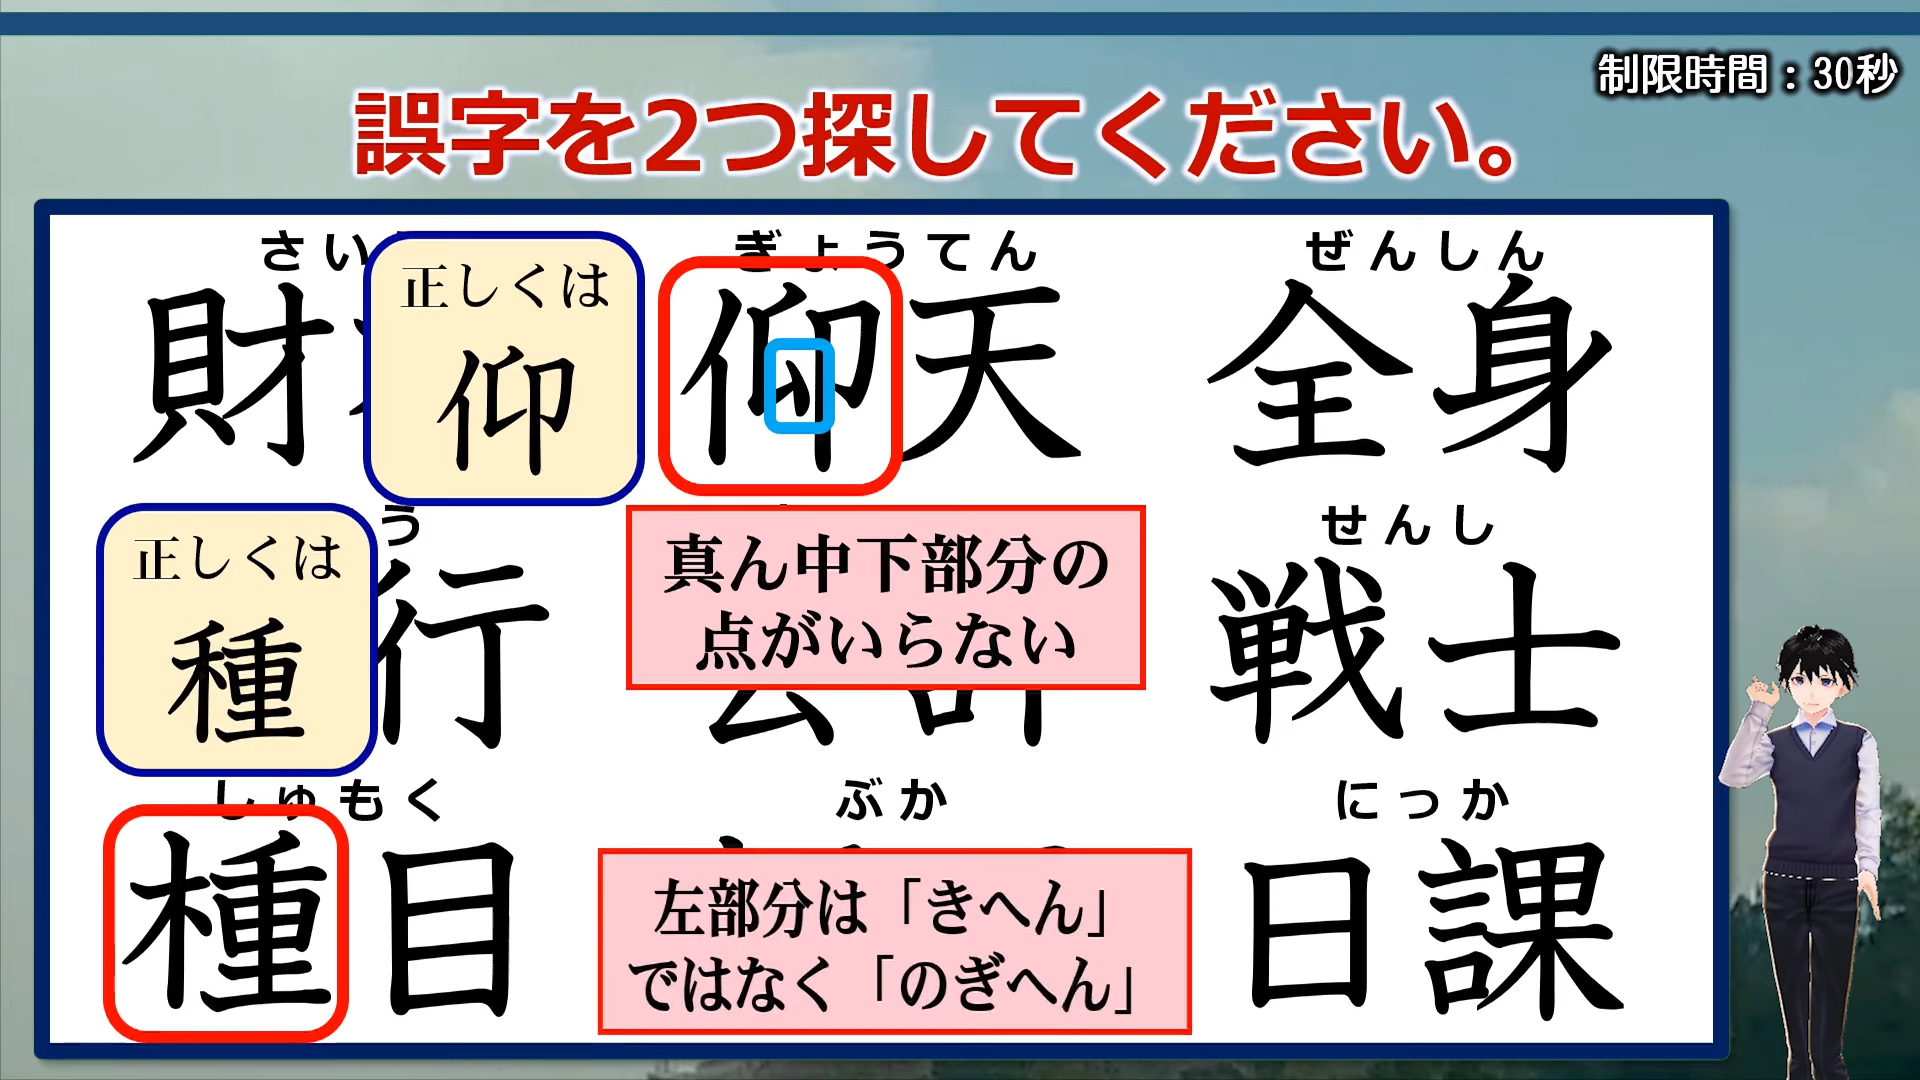 制限時間：30秒
誤字を2つ探してください。
さい
正しくは
仰
ぎょうてん
ぜんしん
財
仰天
全身
正しくは
種
う
行
真ん中下部分の
点がいらない
せんし
戦士
しゅもく
ぶか
にっか
㮔目
左部分は「きへん」
ではなく「のぎへん」
日課